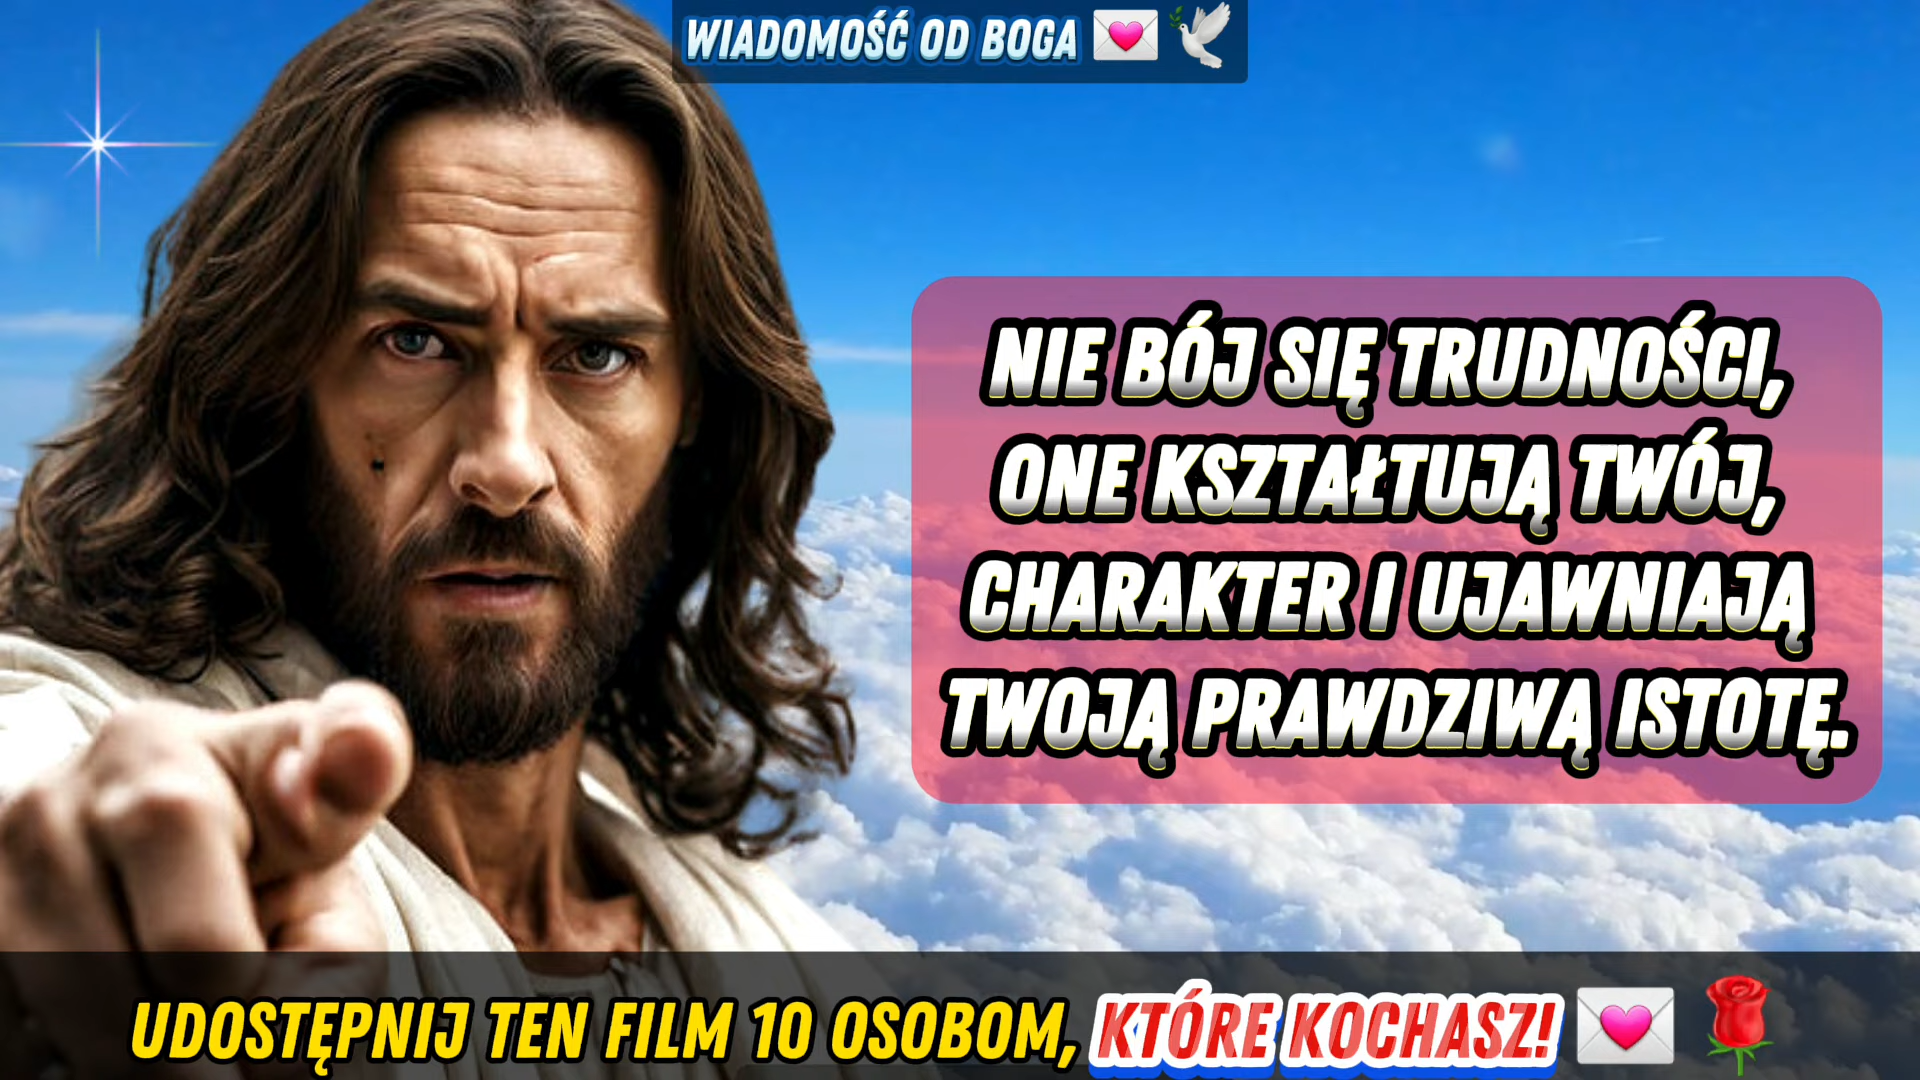 WIADOMOŚĆ OD BOGA 💌 🕊️
NIE BÓJ SIĘ TRUDNOŚCI,
ONE KSZTAŁTUJĄ TWÓJ,
CHARAKTER I UJAWNIAJĄ
TWOJĄ PRAWDZIWĄ ISTOTĘ.
UDOSTĘPNIJ TEN FILM 10 OSOBOM, KTÓRE KOCHASZ! 💌 🌹